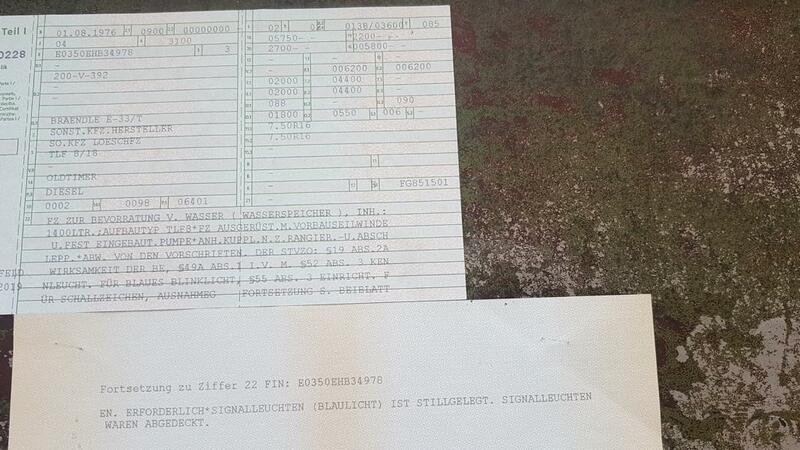 Teil I
0228
FELD
2019
B 01.08.1976 0900 00000000
04 3100
E0350EHB34978 3
-
200-V-392
-
-
BRAENDLE E-33/T
SONST.KFZ.HERSTELLER
SO.KFZ LOESCHFZ
TLF 8/18
-
OLDTIMER
DIESEL
0002 0098 06401
02 013B/03600 085
05750- 2200-
2700- 005800-
- - -
- 006200 006200
02000 04400 -
02000 04400 -
088 - 090
01800 0550 006 -
7.50R16
7.50R16
-
-
-
- - FG851501
-
22 FZ ZUR BEVORRATUNG V. WASSER ( WASSERSPEICHER ), INH.:
1400LTR.;AUFBAUTYP TLF8*FZ AUSGERÜST.M.VORBAUSEILWINDE
U.FEST EINGEBAUT.PUMPE*ANH.KUPPL.N.Z.RANGIER.-U.ABSCH
LEPP.*ABW. VON DEN VORSCHRIFTEN. DER STVZO: §19 ABS.2A
WIRKSAMKEIT DER BE, §49A ABS.1 I.V. M. §52 ABS. 3 KEN
NLEUCHT. FÜR BLAUES BLINKLICHT, §55 ABS. 3 EINRICHT. F
ÜR SCHALLZEICHEN, AUSNAHMEG FORTSETZUNG S. BEIBLATT
Fortsetzung zu Ziffer 22 FIN: E0350EHB34978
EN. ERFORDERLICH*SIGNALLEUCHTEN (BLAULICHT) IST STILLGELEGT. SIGNALLEUCHTEN
WAREN ABGEDECKT.